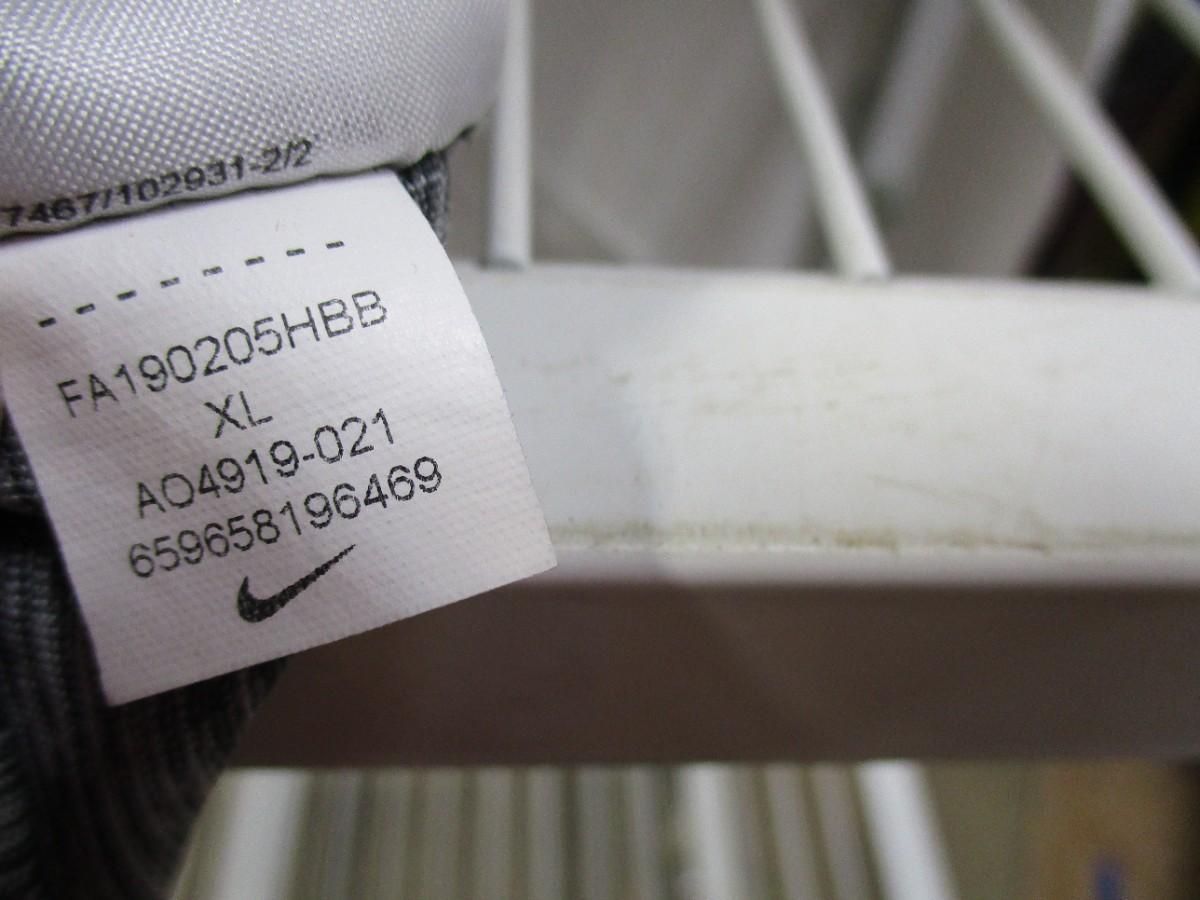 7467/102931-2/2
- - - - - - - -
FA190205HBB
XL
AO4919-021
659658196469